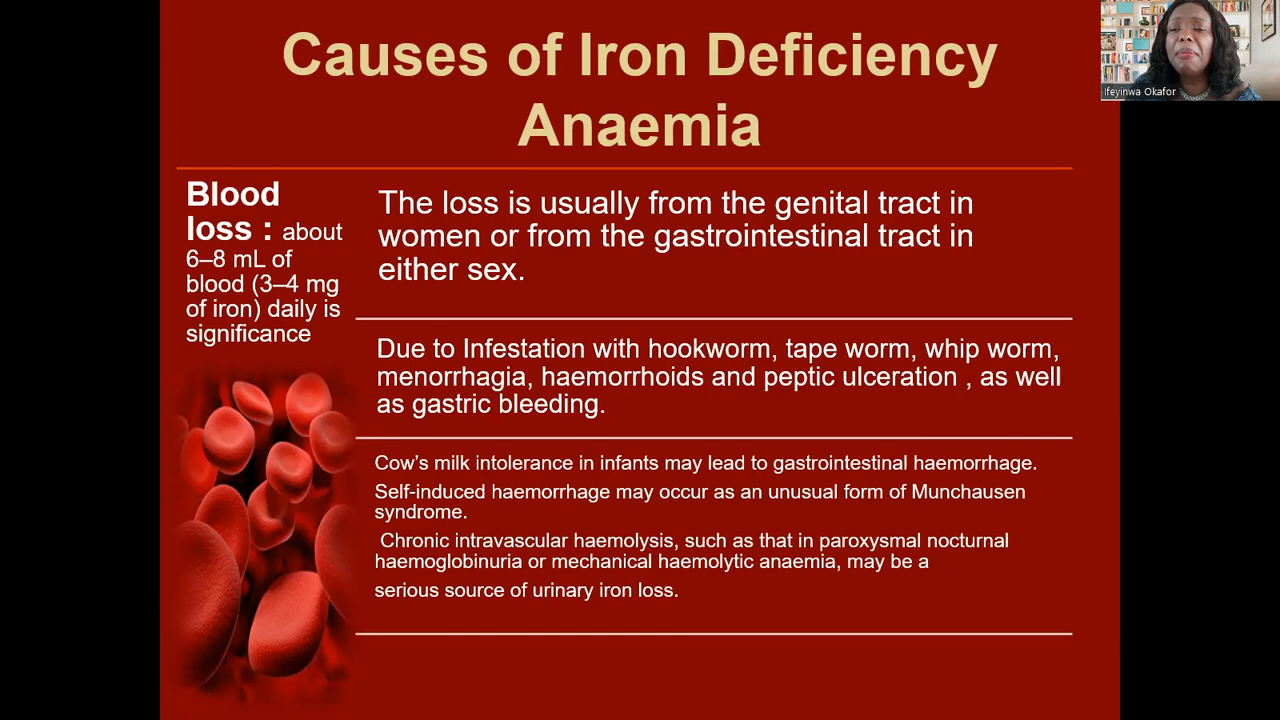 Causes of Iron Deficiency
Anaemia
Ifeyinwa Okafor
Blood
loss : about
6–8 mL of
blood (3–4 mg
of iron) daily is
significance
The loss is usually from the genital tract in
women or from the gastrointestinal tract in
either sex.
Due to Infestation with hookworm, tape worm, whip worm,
menorrhagia, haemorrhoids and peptic ulceration , as well
as gastric bleeding.
Cow’s milk intolerance in infants may lead to gastrointestinal haemorrhage.
Self-induced haemorrhage may occur as an unusual form of Munchausen
syndrome.
Chronic intravascular haemolysis, such as that in paroxysmal nocturnal
haemoglobinuria or mechanical haemolytic anaemia, may be a
serious source of urinary iron loss.